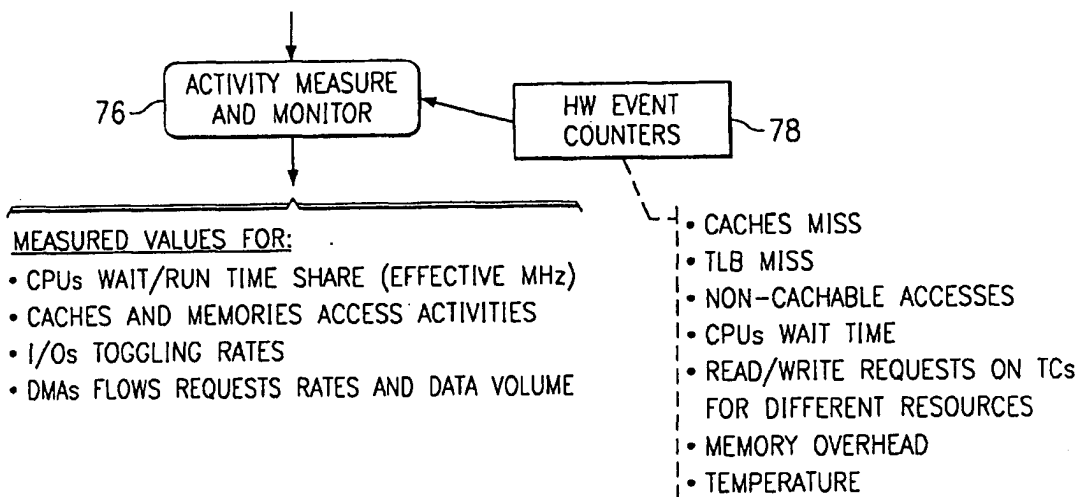 ACTIVITY MEASURE
AND MONITOR
76
HW EVENT
COUNTERS
78
MEASURED VALUES FOR:
• CPUs WAIT/RUN TIME SHARE (EFFECTIVE MHz)
• CACHES AND MEMORIES ACCESS ACTIVITIES
• I/Os TOGGLING RATES
• DMAs FLOWS REQUESTS RATES AND DATA VOLUME
• CACHES MISS
• TLB MISS
• NON-CACHABLE ACCESSES
• CPUs WAIT TIME
• READ/WRITE REQUESTS ON TCs
FOR DIFFERENT RESOURCES
• MEMORY OVERHEAD
• TEMPERATURE